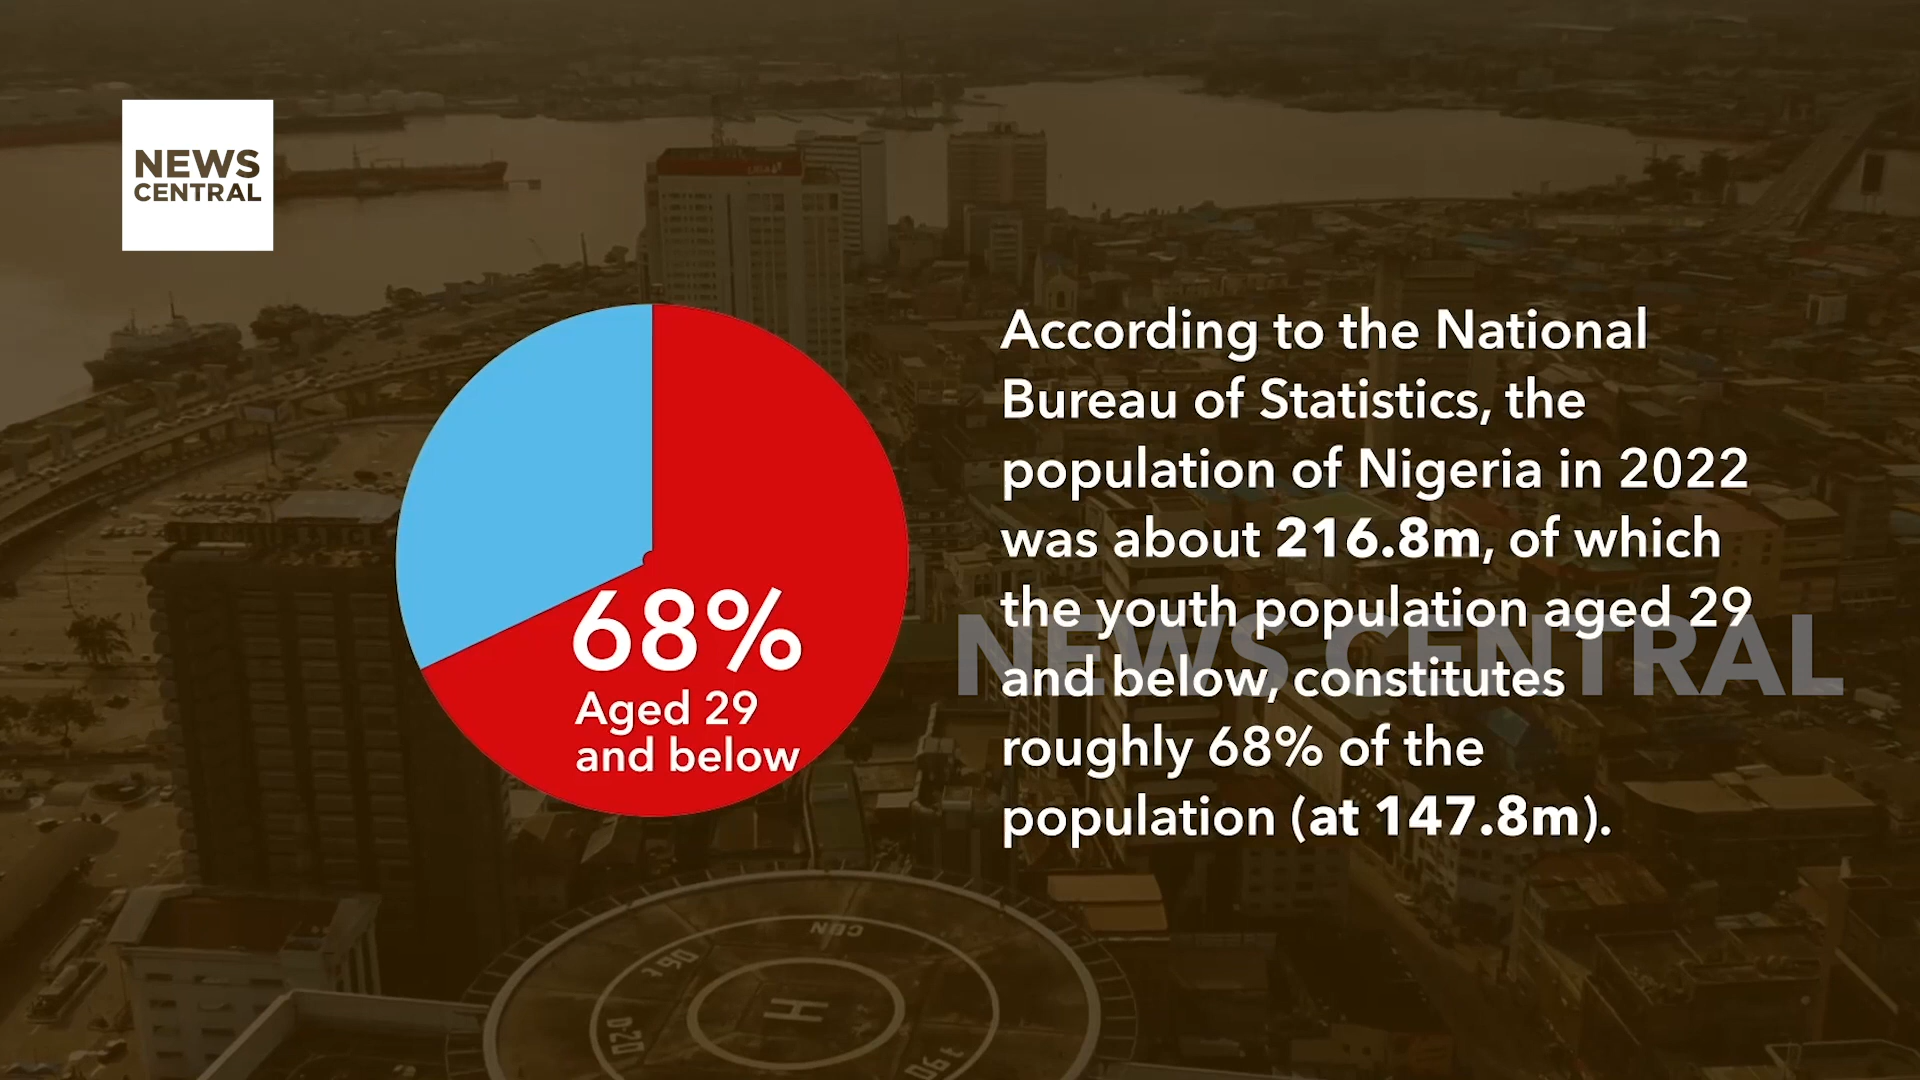 NEWS
CENTRAL
68%
Aged 29
and below
According to the National
Bureau of Statistics, the
population of Nigeria in 2022
was about 216.8m, of which
the youth population aged 29
and below, constitutes
roughly 68% of the
population (at 147.8m).
NEWS CENTRAL
UBA
CBN
H